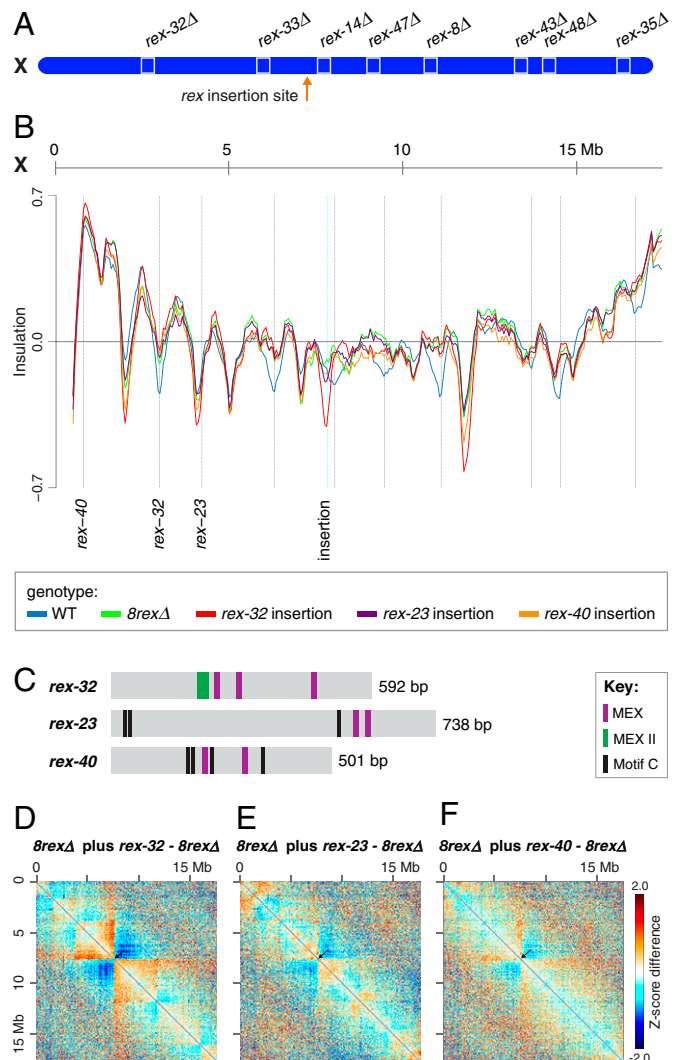 A
rex-32Δ
rex-33Δ
rex-14Δ
rex-47Δ
rex-8Δ
rex-43Δ
rex-48Δ
rex-35Δ
X
rex insertion site
B
X
0
5
10
15 Mb
0.7
0.0
-0.7
Insulation
rex-40
rex-32
rex-23
insertion
genotype:
WT
8rexΔ
rex-32 insertion
rex-23 insertion
rex-40 insertion
C
rex-32
592 bp
rex-23
738 bp
rex-40
501 bp
Key:
MEX
MEX II
Motif C
D
8rexΔ plus rex-32 - 8rexΔ
0
15 Mb
0
5
10
15 Mb
E
8rexΔ plus rex-23 - 8rexΔ
0
15 Mb
F
8rexΔ plus rex-40 - 8rexΔ
0
15 Mb
2.0
Z-score difference
-2.0